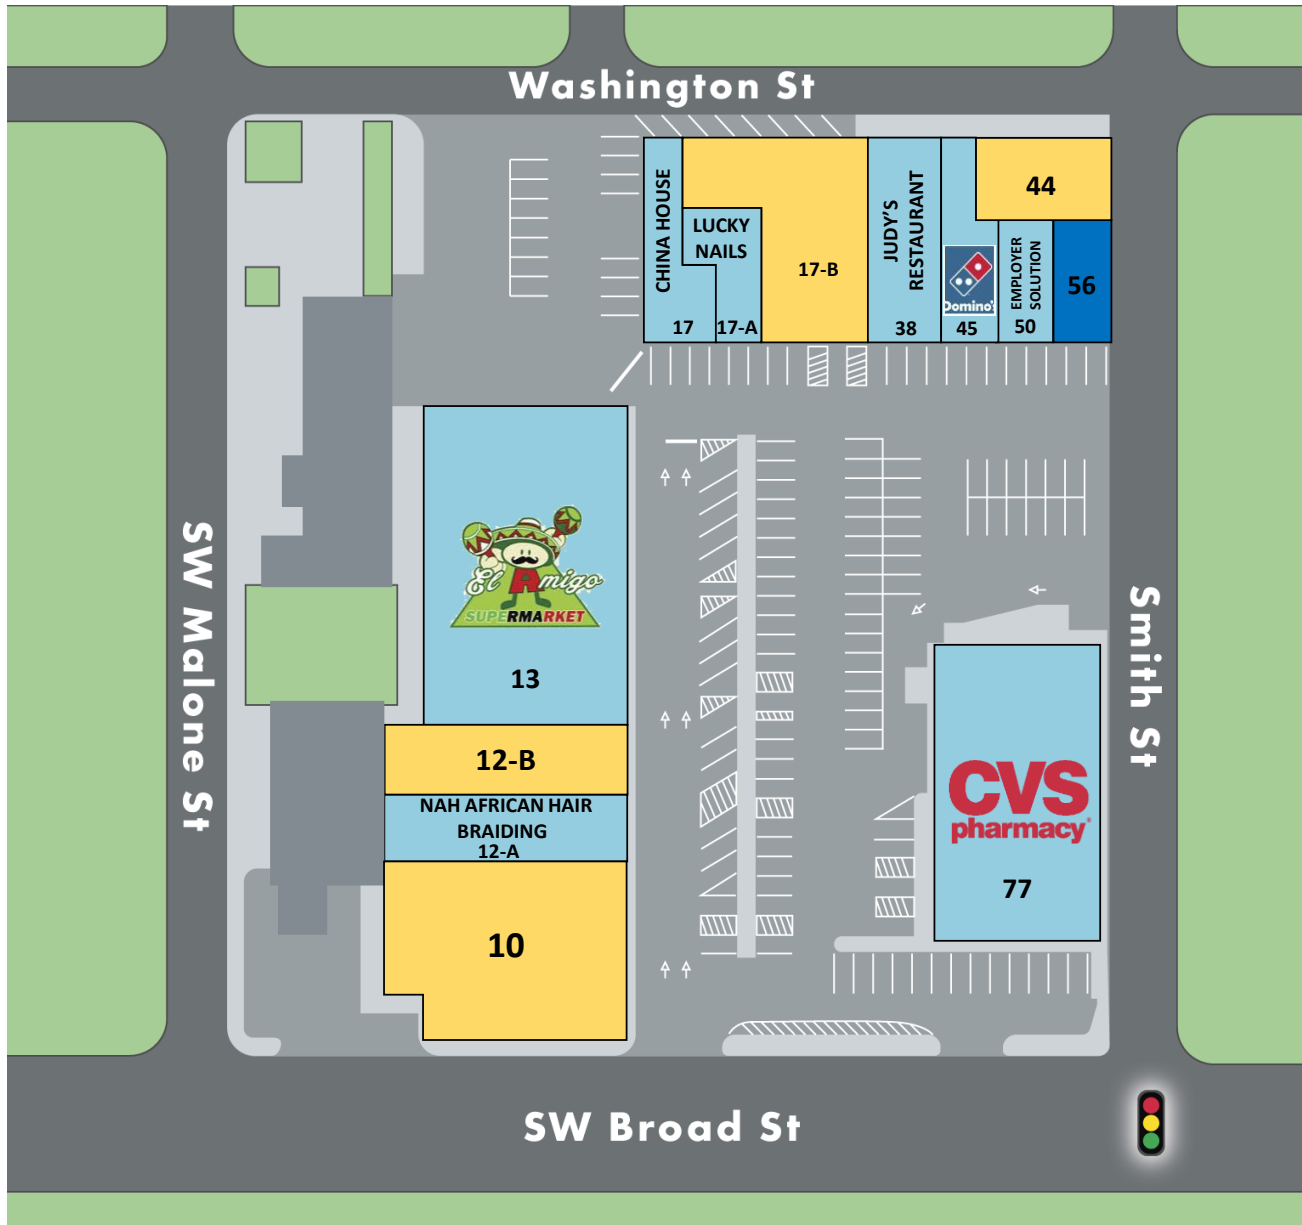 Washington St
CHINA HOUSE
17
LUCKY
NAILS
17-A
17-B
JUDY'S
RESTAURANT
38
Domino's
45
44
EMPLOYER
SOLUTION
50
56
SW Malone St
El Amigo
SUPERMARKET
13
12-B
NAH AFRICAN HAIR
BRAIDING
12-A
10
CVS
pharmacy
77
Smith St
SW Broad St